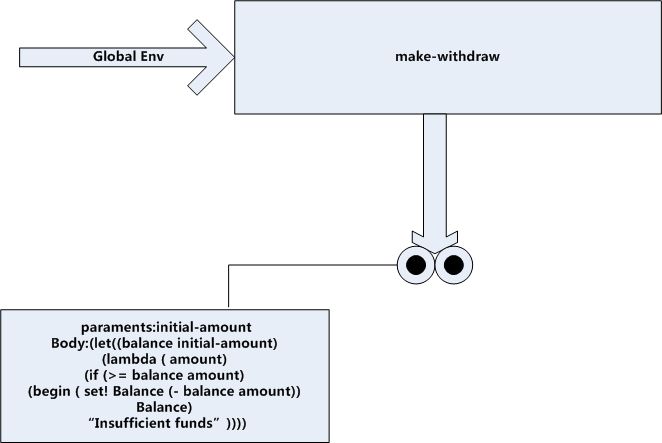 Global Env
make-withdraw
paraments:initial-amount
Body:(let((balance initial-amount)
(lambda ( amount)
(if (>= balance amount)
(begin ( set! Balance (- balance amount))
Balance)
“Insufficient funds” ))))